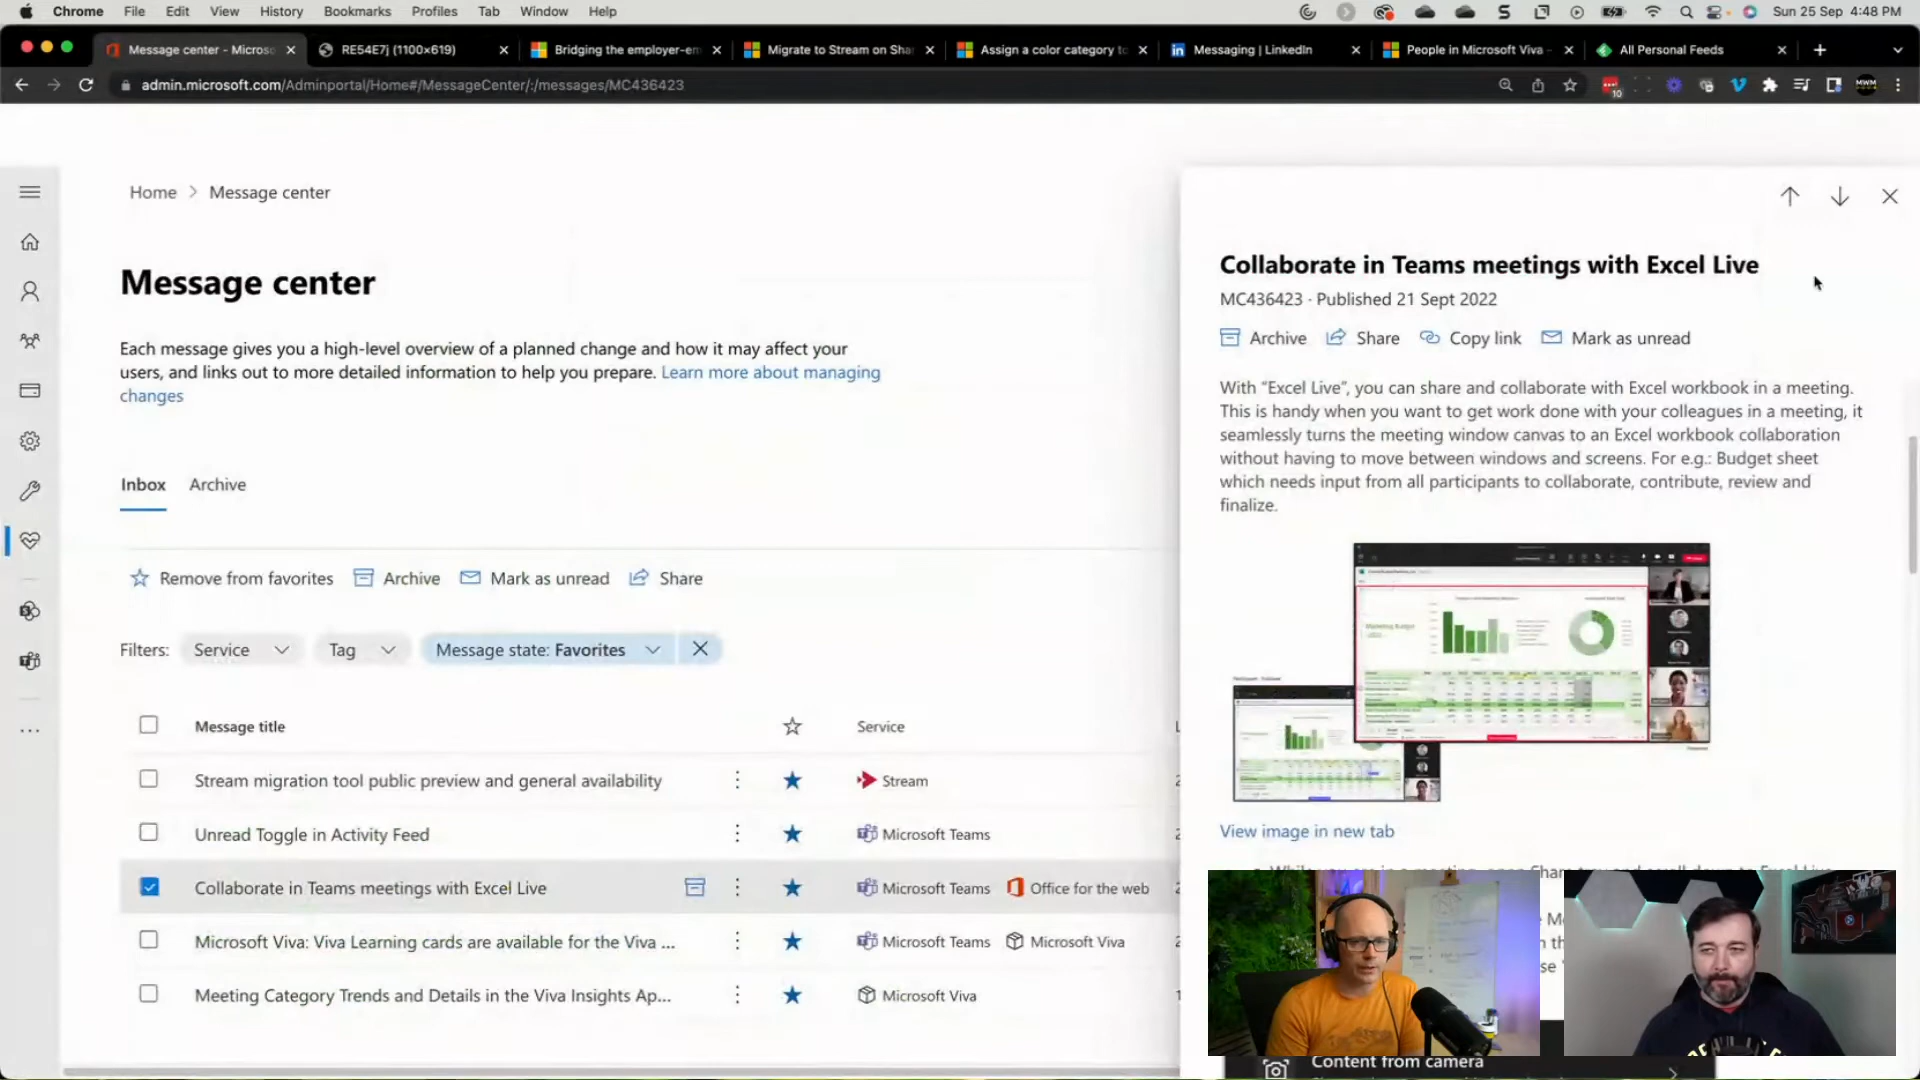 Chrome File Edit View History Bookmarks Profiles Tab Window Help
Sun 25 Sep 4:48 PM
Message center - Microso
RE54E7j (1100×619)
Bridging the employer-em
Migrate to Stream on Sha
Assign a color category to
Messaging | LinkedIn
People in Microsoft Viva -
All Personal Feeds
admin.microsoft.com/Adminportal/Home#/MessageCenter/:/messages/MC436423
10
MWM
Home > Message center
Message center
Each message gives you a high-level overview of a planned change and how it may affect your
users, and links out to more detailed information to help you prepare. Learn more about managing
changes
Inbox Archive
Remove from favorites Archive Mark as unread Share
Filters: Service Tag Message state: Favorites
Message title Service
Stream migration tool public preview and general availability Stream
Unread Toggle in Activity Feed Microsoft Teams
Collaborate in Teams meetings with Excel Live Microsoft Teams Office for the web
Microsoft Viva: Viva Learning cards are available for the Viva ... Microsoft Teams Microsoft Viva
Meeting Category Trends and Details in the Viva Insights Ap... Microsoft Viva
Collaborate in Teams meetings with Excel Live
MC436423 · Published 21 Sept 2022
Archive Share Copy link Mark as unread
With “Excel Live”, you can share and collaborate with Excel workbook in a meeting.
This is handy when you want to get work done with your colleagues in a meeting, it
seamlessly turns the meeting window canvas to an Excel workbook collaboration
without having to move between windows and screens. For e.g.: Budget sheet
which needs input from all participants to collaborate, contribute, review and
finalize.
View image in new tab
Content from camera